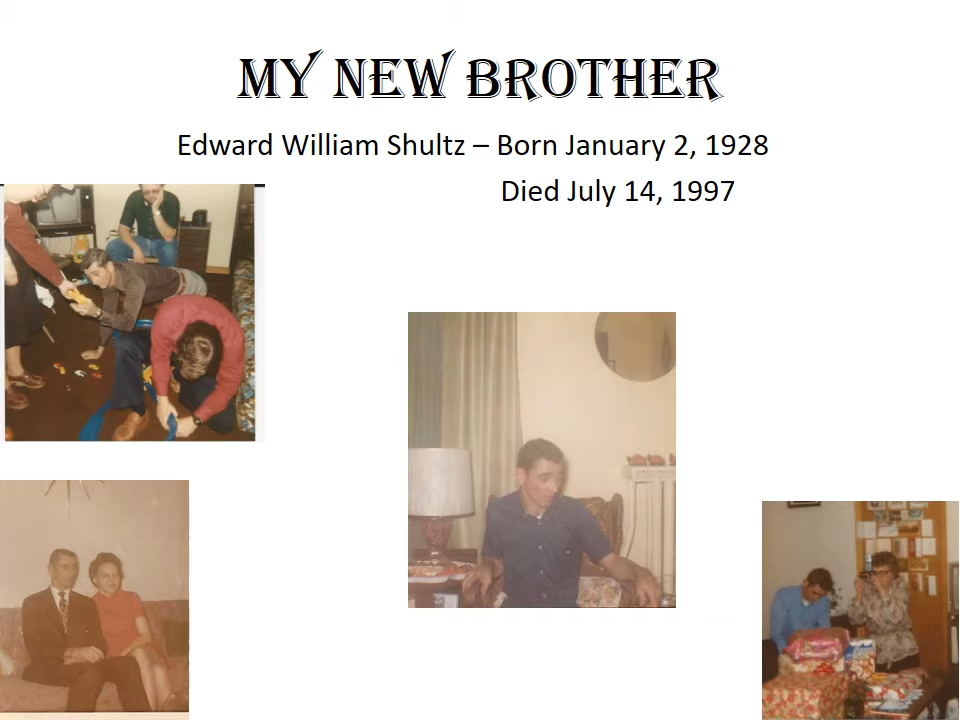 MY NEW BROTHER
Edward William Shultz – Born January 2, 1928
Died July 14, 1997